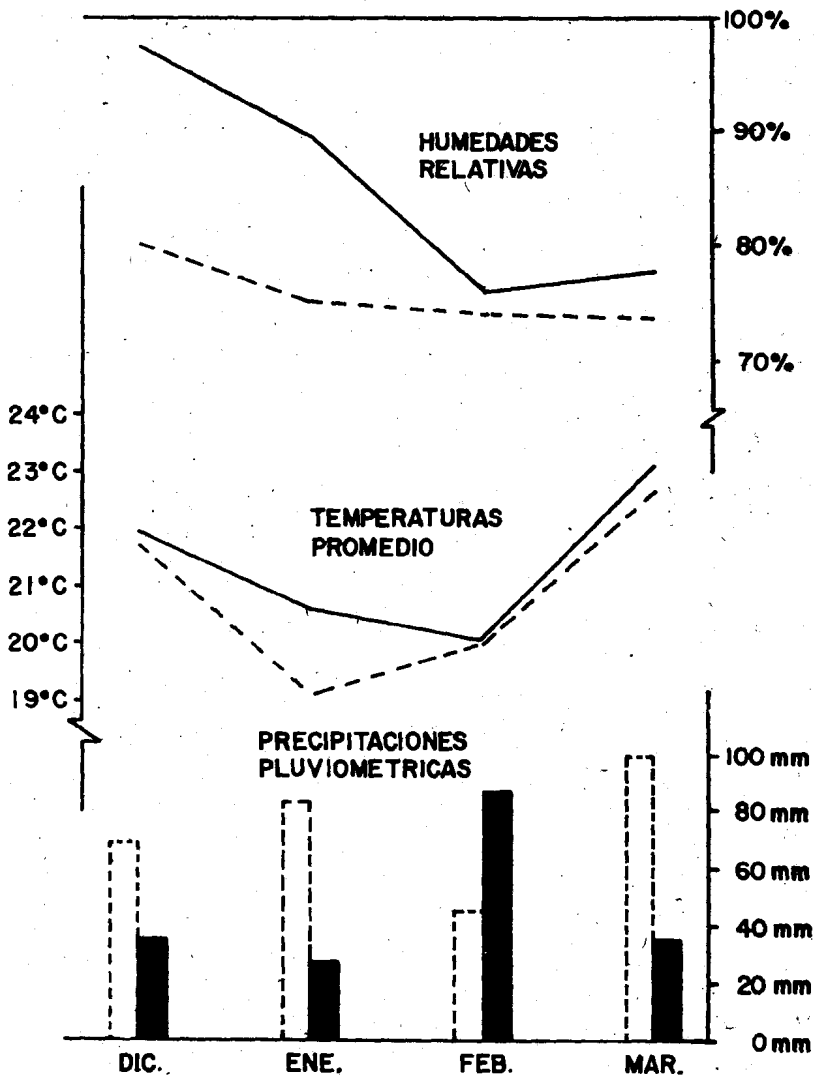 100%
90%
80%
70%
HUMEDADES
RELATIVAS
24°C
23°C
22°C
21°C
20°C
19°C
TEMPERATURAS
PROMEDIO
PRECIPITACIONES
PLUVIOMETRICAS
100 mm
80 mm
60 mm
40 mm
20 mm
0 mm
DIC. ENE. FEB. MAR.